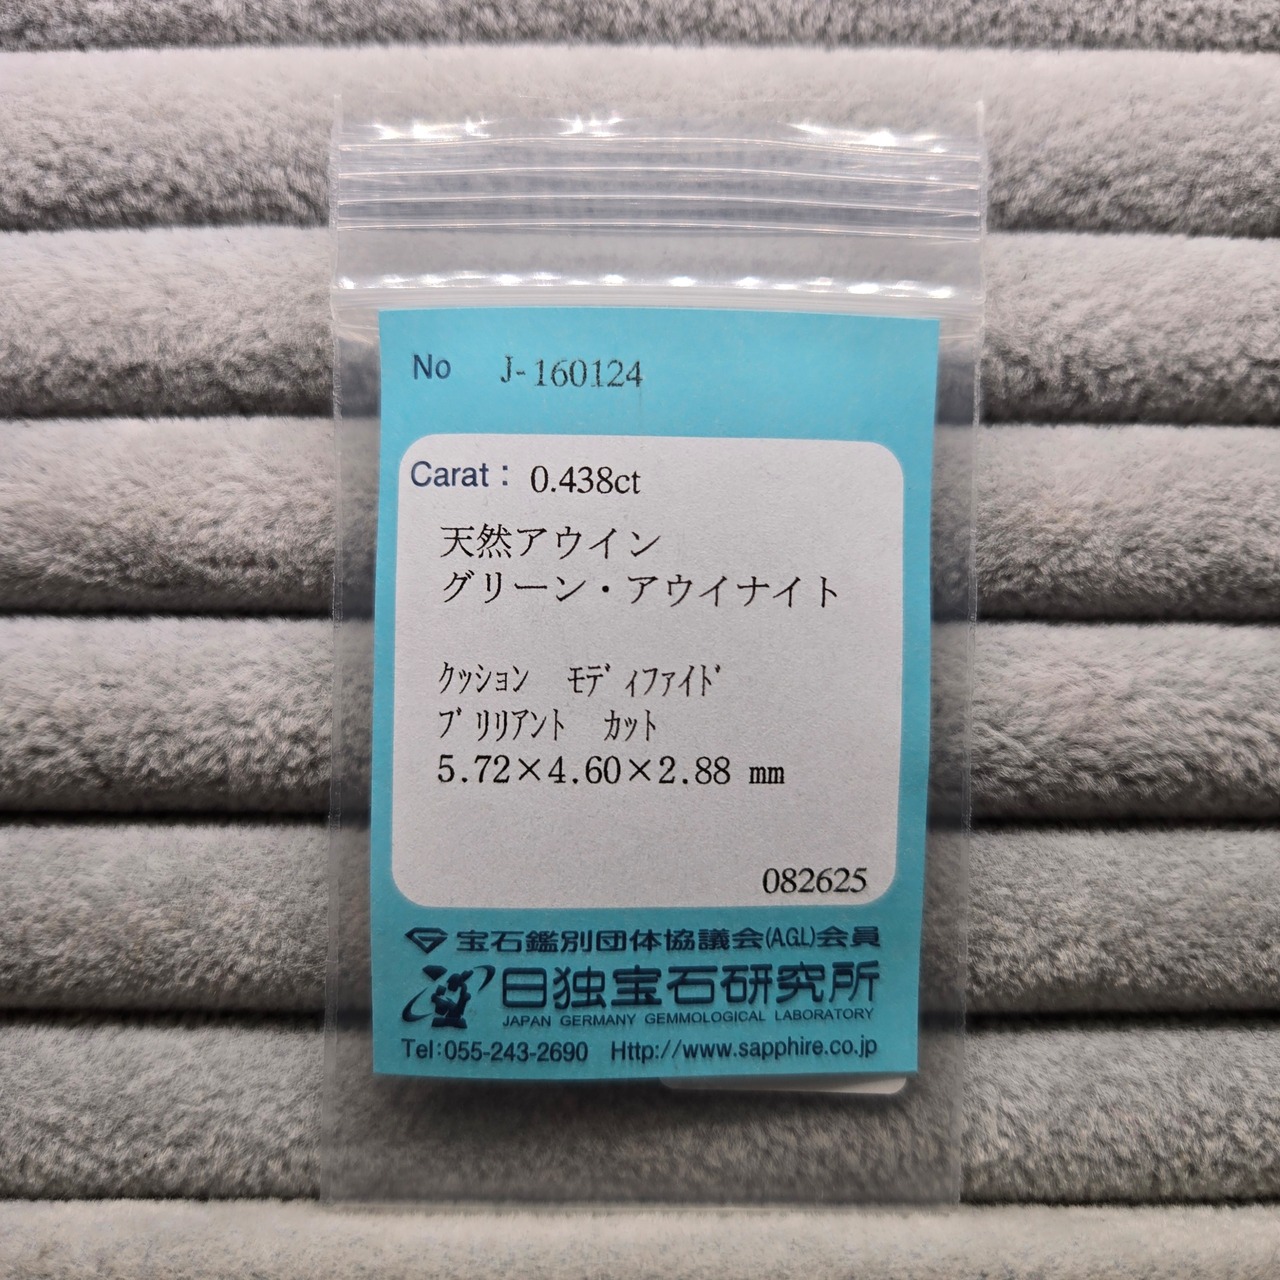 No J-160124
Carat: 0.438ct
天然アウイン
グリーン・アウイナイト
ｸｯｼｮﾝ ﾓﾃﾞｨﾌｧｲﾄﾞ
ﾌﾞﾘﾘｱﾝﾄ ｶｯﾄ
5.72×4.60×2.88 mm
082625
宝石鑑別団体協議会(AGL)会員
日独宝石研究所
JAPAN GERMANY GEMMOLOGICAL LABORATORY
Tel:055-243-2690 Http://www.sapphire.co.jp